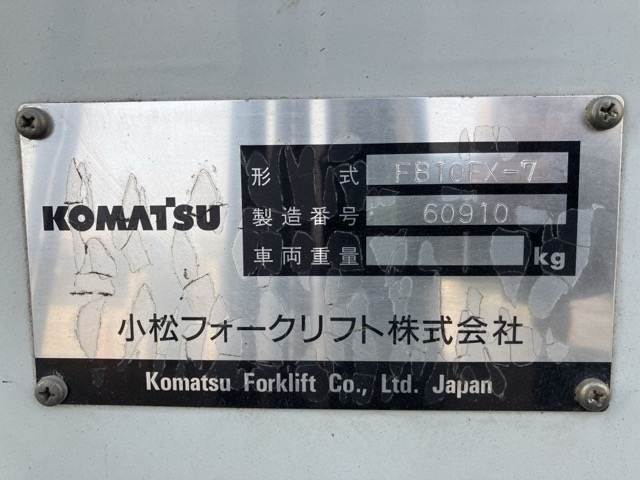 KOMATSU
形 式 FB10FX-7
製造番号 60910
車両重量 kg
小松フォークリフト株式会社
Komatsu Forklift Co., Ltd. Japan